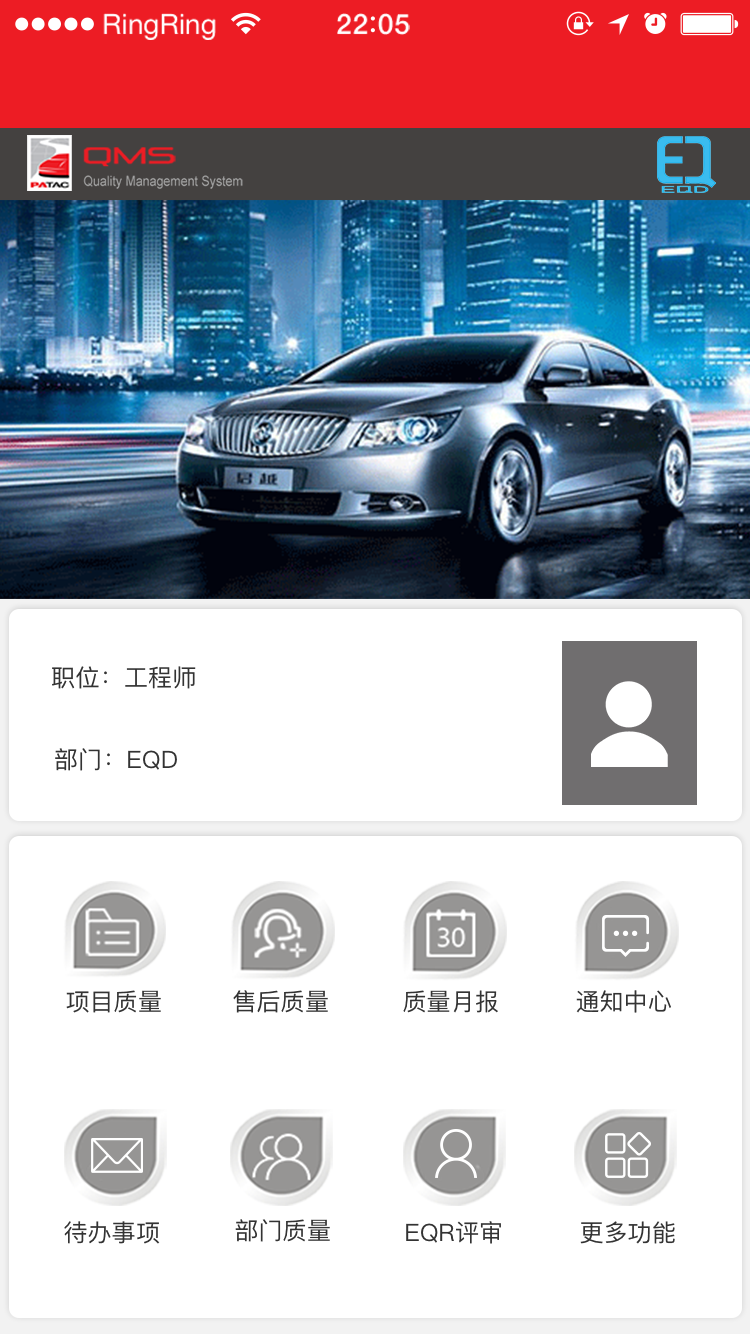 RingRing 22:05
PATAC
QMS
Quality Management System
EQ
EQD
君越
职位：工程师
部门：EQD
30
项目质量 售后质量 质量月报 通知中心
待办事项 部门质量 EQR评审 更多功能